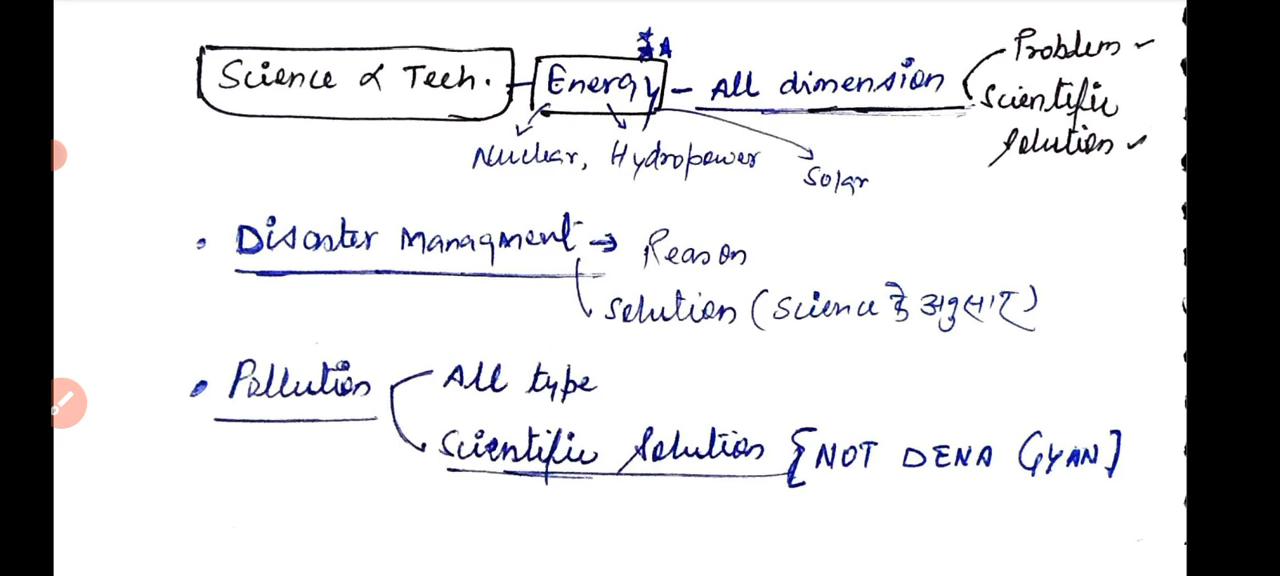 Science & Tech. - Energy - All dimension
Problem
Scientific
Solution
Nuclear, Hydropower
Solar
• Disaster Managment → Reason
Solution (Science के अनुसार)
• Pollution
All type
Scientific Solution [NOT DENA GYAN]